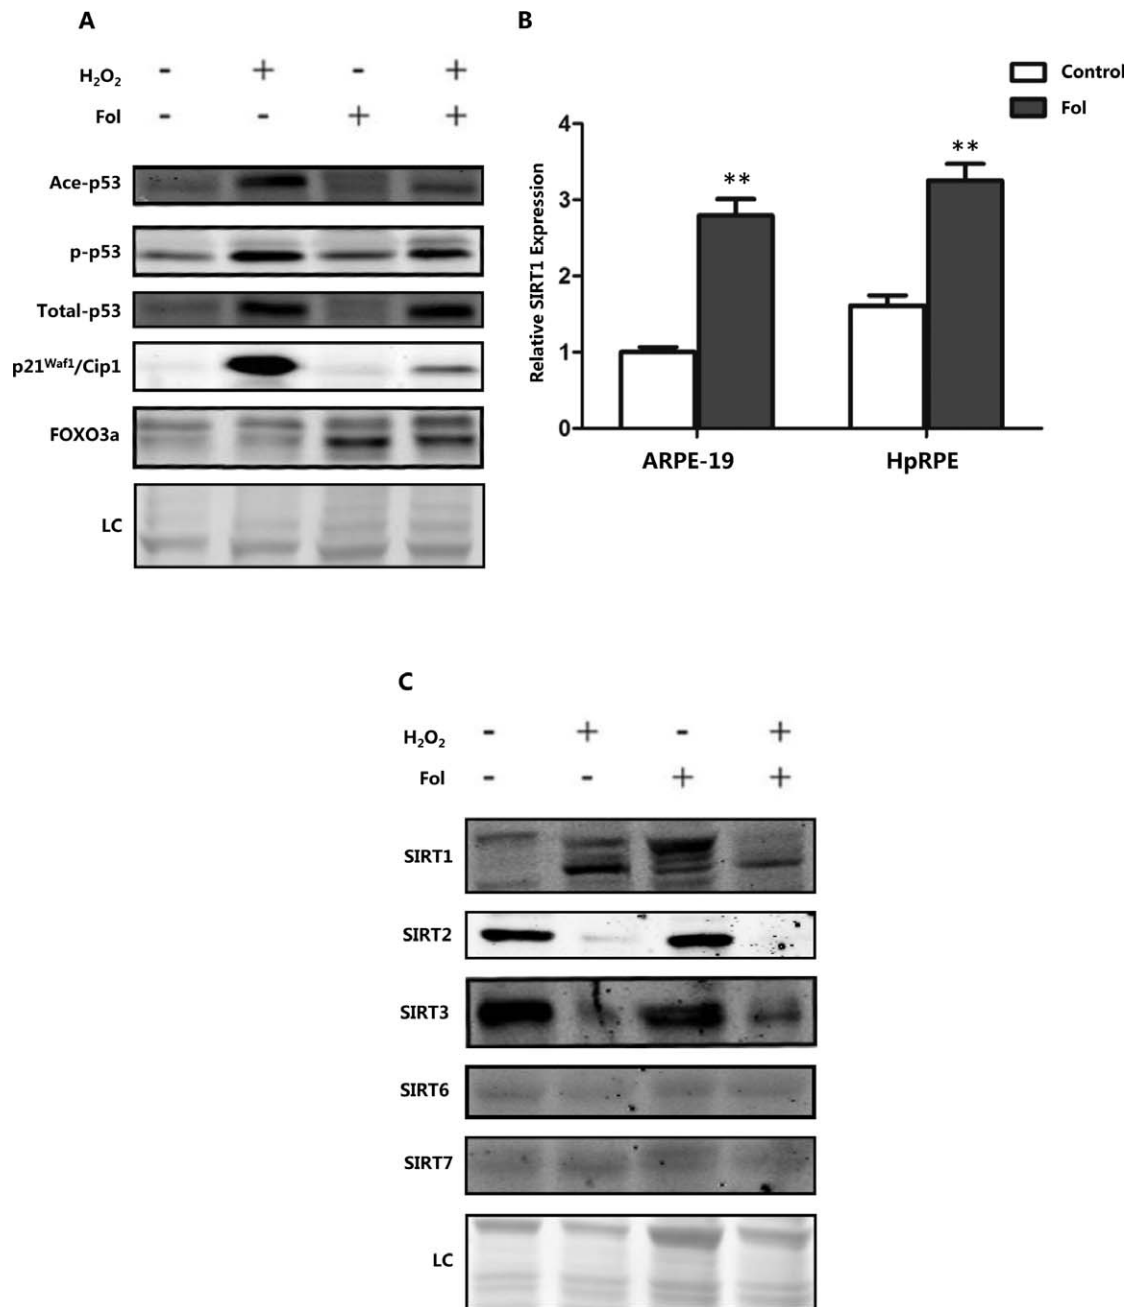 A
H₂O₂ - + - +
Fol - - + +
Ace-p53
p-p53
Total-p53
p21ᵂᵃᶠ¹/Cip1
FOXO3a
LC
B
Control
Fol
Relative SIRT1 Expression
4
3
2
1
0
**
**
ARPE-19 HpRPE
C
H₂O₂ - + - +
Fol - - + +
SIRT1
SIRT2
SIRT3
SIRT6
SIRT7
LC